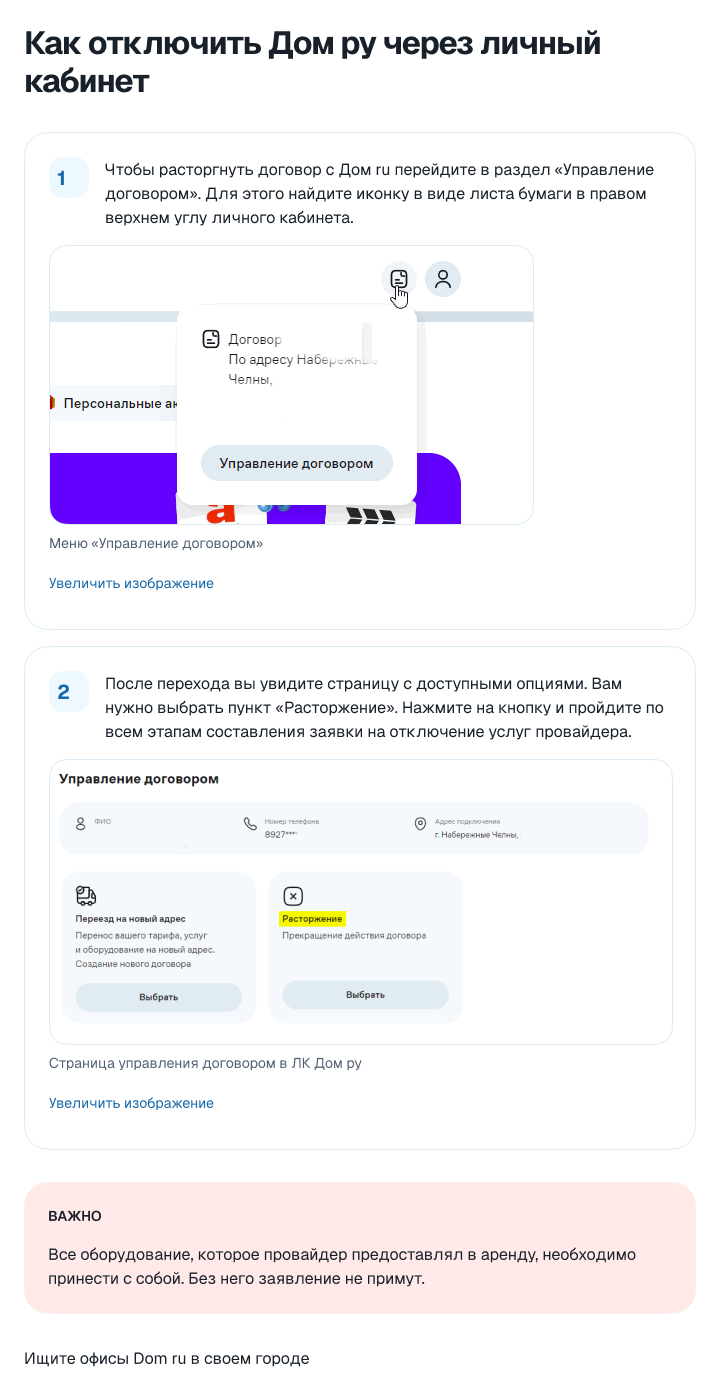 Как отключить Дом ру через личный
кабинет
1
Чтобы расторгнуть договор с Дом ru перейдите в раздел «Управление
договором». Для этого найдите иконку в виде листа бумаги в правом
верхнем углу личного кабинета.
Договор
По адресу Набережные
Челны,
Персональные ак
Управление договором
Меню «Управление договором»
Увеличить изображение
2
После перехода вы увидите страницу с доступными опциями. Вам
нужно выбрать пункт «Расторжение». Нажмите на кнопку и пройдите по
всем этапам составления заявки на отключение услуг провайдера.
Управление договором
ФИО
Номер телефона
8927***
Адрес подключения
г. Набережные Челны,
Переезд на новый адрес
Перенос вашего тарифа, услуг
и оборудование на новый адрес.
Создание нового договора
Выбрать
Расторжение
Прекращение действия договора
Выбрать
Страница управления договором в ЛК Дом ру
Увеличить изображение
ВАЖНО
Все оборудование, которое провайдер предоставлял в аренду, необходимо
принести с собой. Без него заявление не примут.
Ищите офисы Dom ru в своем городе